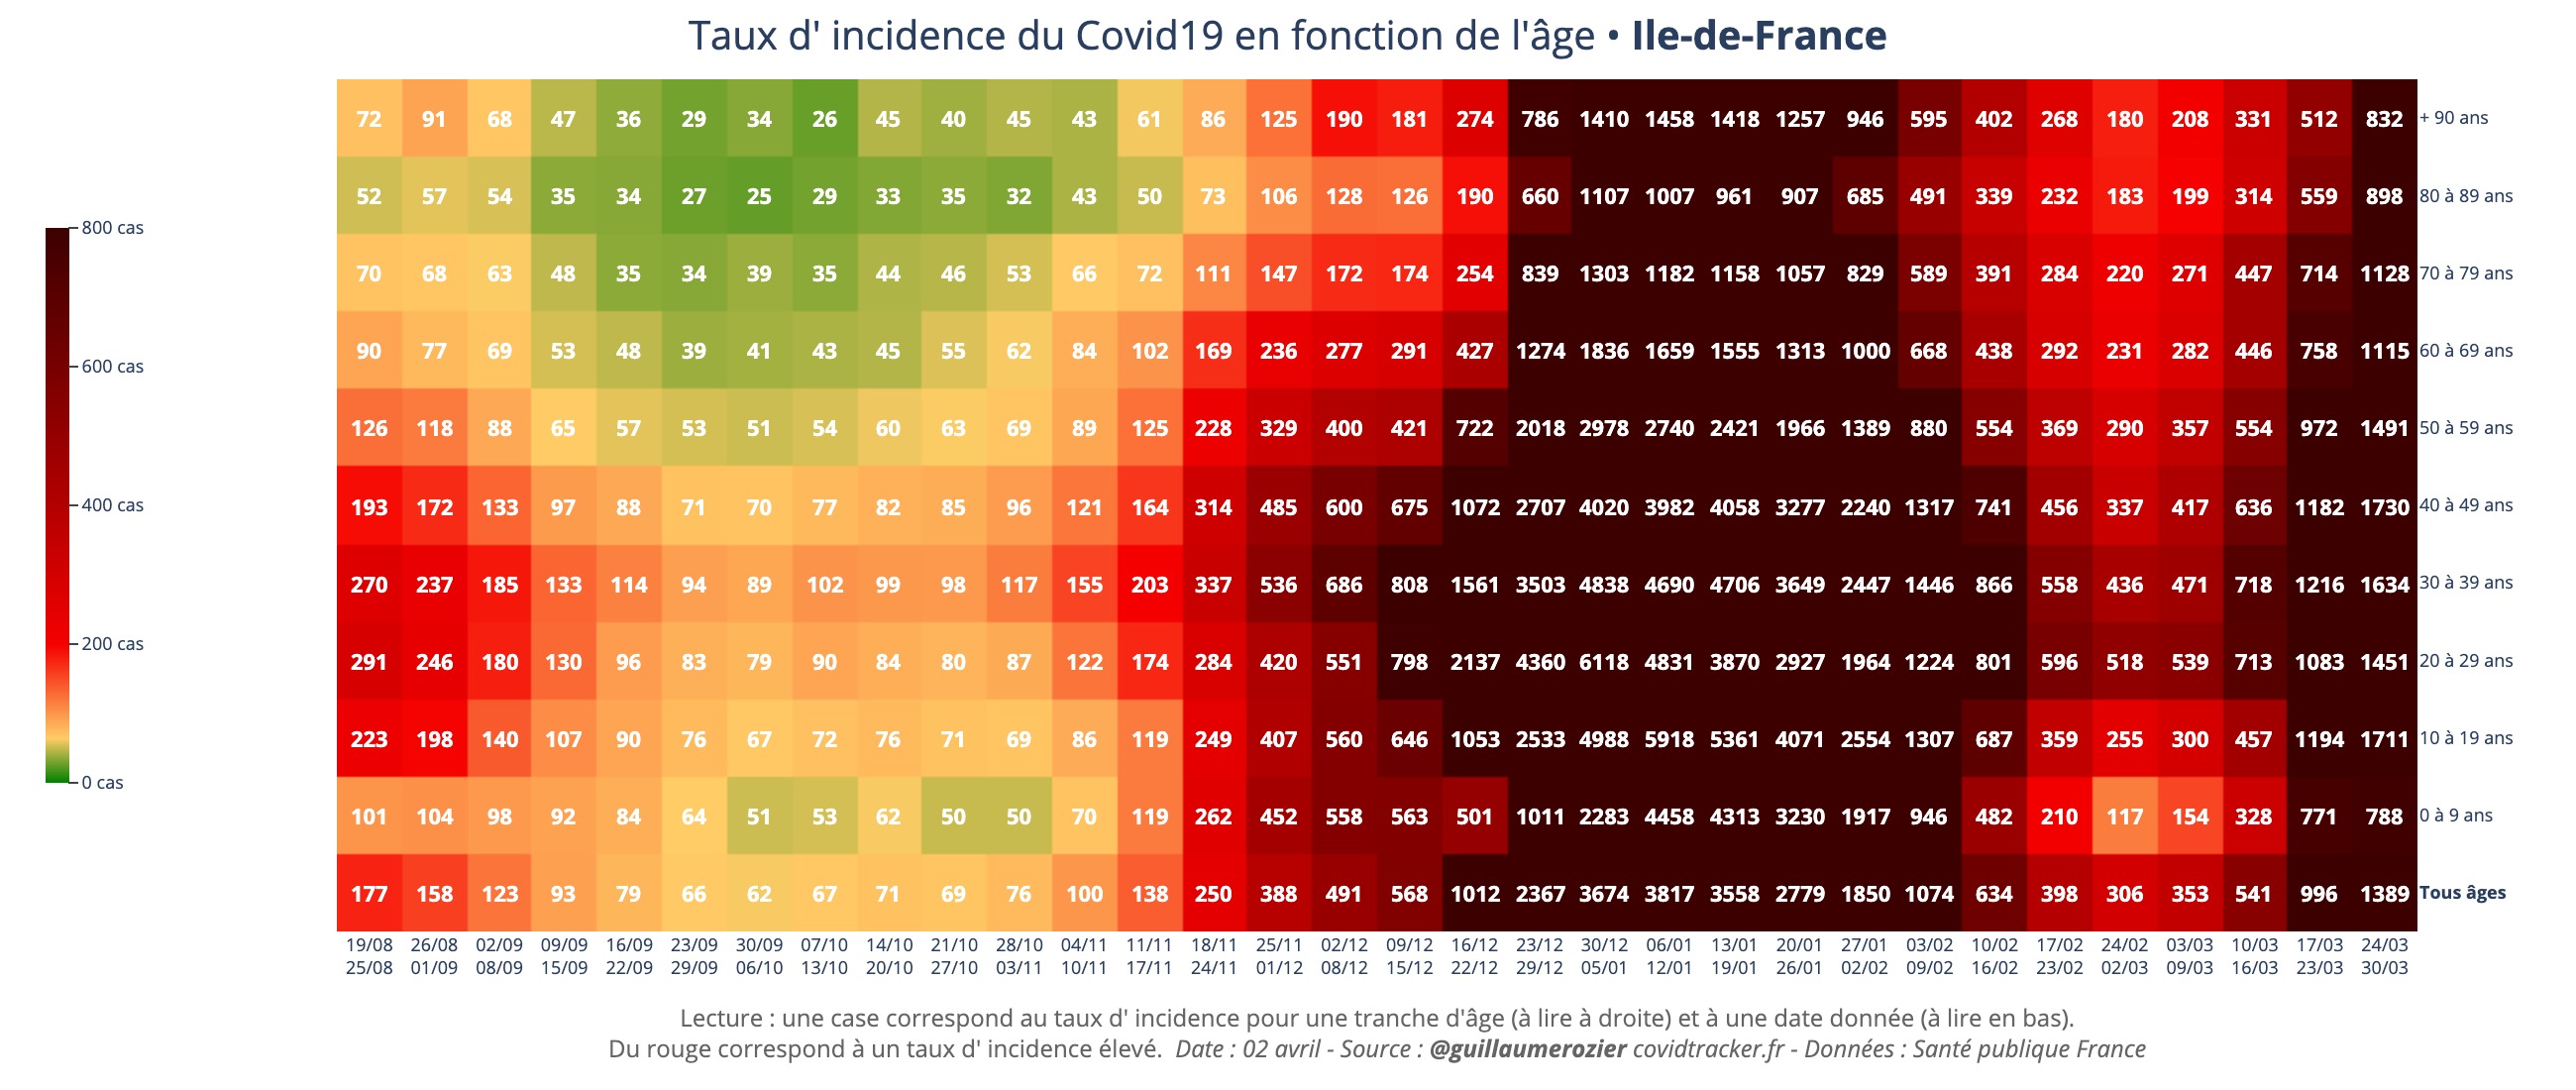 Taux d' incidence du Covid19 en fonction de l'âge • Ile-de-France
800 cas
600 cas
400 cas
200 cas
0 cas
72 91 68 47 36 29 34 26 45 40 45 43 61 86 125 190 181 274 786 1410 1458 1418 1257 946 595 402 268 180 208 331 512 832 + 90 ans
52 57 54 35 34 27 25 29 33 35 32 43 50 73 106 128 126 190 660 1107 1007 961 907 685 491 339 232 183 199 314 559 898 80 à 89 ans
70 68 63 48 35 34 39 35 44 46 53 66 72 111 147 172 174 254 839 1303 1182 1158 1057 829 589 391 284 220 271 447 714 1128 70 à 79 ans
90 77 69 53 48 39 41 43 45 55 62 84 102 169 236 277 291 427 1274 1836 1659 1555 1313 1000 668 438 292 231 282 446 758 1115 60 à 69 ans
126 118 88 65 57 53 51 54 60 63 69 89 125 228 329 400 421 722 2018 2978 2740 2421 1966 1389 880 554 369 290 357 554 972 1491 50 à 59 ans
193 172 133 97 88 71 70 77 82 85 96 121 164 314 485 600 675 1072 2707 4020 3982 4058 3277 2240 1317 741 456 337 417 636 1182 1730 40 à 49 ans
270 237 185 133 114 94 89 102 99 98 117 155 203 337 536 686 808 1561 3503 4838 4690 4706 3649 2447 1446 866 558 436 471 718 1216 1634 30 à 39 ans
291 246 180 130 96 83 79 90 84 80 87 122 174 284 420 551 798 2137 4360 6118 4831 3870 2927 1964 1224 801 596 518 539 713 1083 1451 20 à 29 ans
223 198 140 107 90 76 67 72 76 71 69 86 119 249 407 560 646 1053 2533 4988 5918 5361 4071 2554 1307 687 359 255 300 457 1194 1711 10 à 19 ans
101 104 98 92 84 64 51 53 62 50 50 70 119 262 452 558 563 501 1011 2283 4458 4313 3230 1917 946 482 210 117 154 328 771 788 0 à 9 ans
177 158 123 93 79 66 62 67 71 69 76 100 138 250 388 491 568 1012 2367 3674 3817 3558 2779 1850 1074 634 398 306 353 541 996 1389 Tous âges
19/08 26/08 02/09 09/09 16/09 23/09 30/09 07/10 14/10 21/10 28/10 04/11 11/11 18/11 25/11 02/12 09/12 16/12 23/12 30/12 06/01 13/01 20/01 27/01 03/02 10/02 17/02 24/02 03/03 10/03 17/03 24/03
25/08 01/09 08/09 15/09 22/09 29/09 06/10 13/10 20/10 27/10 03/11 10/11 17/11 24/11 01/12 08/12 15/12 22/12 29/12 05/01 12/01 19/01 26/01 02/02 09/02 16/02 23/02 02/03 09/03 16/03 23/03 30/03
Lecture : une case correspond au taux d' incidence pour une tranche d'âge (à lire à droite) et à une date donnée (à lire en bas).
Du rouge correspond à un taux d' incidence élevé. Date : 02 avril - Source : @guillaumerozier covidtracker.fr - Données : Santé publique France